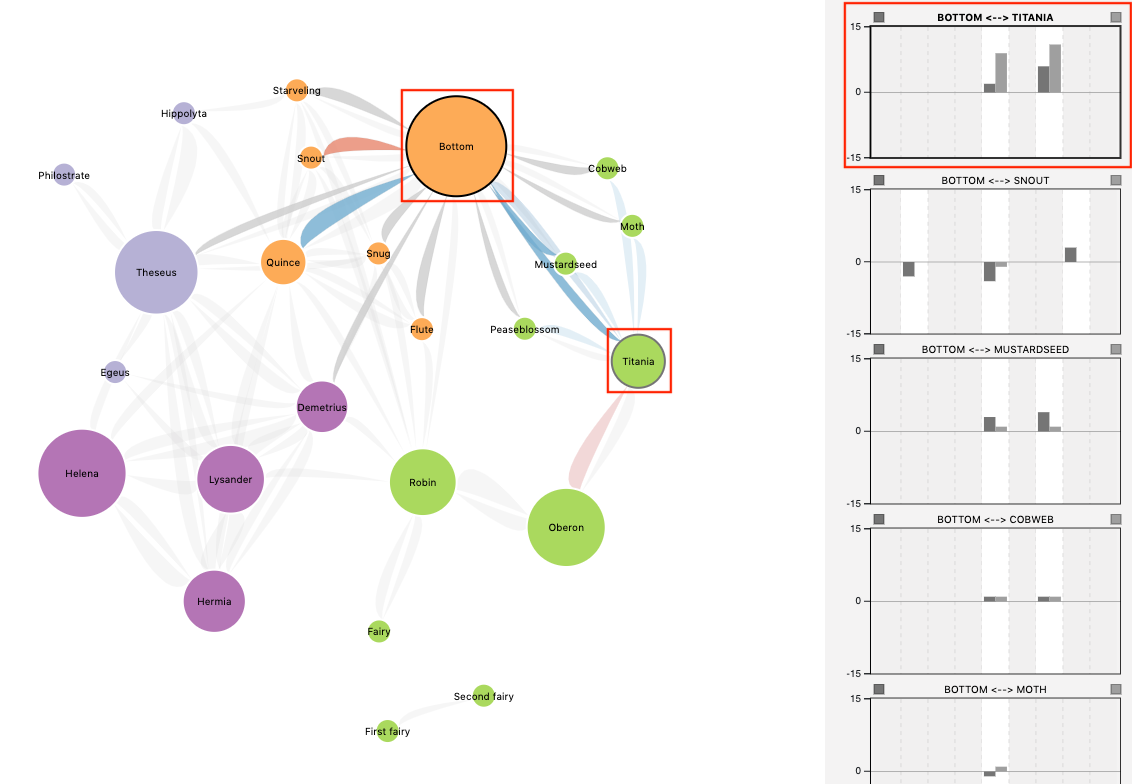 Starveling
Hippolyta
Bottom
Snout
Cobweb
Philostrate
Moth
Snug
Quince
Mustardseed
Theseus
Flute
Peaseblossom
Titania
Egeus
Demetrius
Helena
Lysander
Robin
Oberon
Hermia
Fairy
Second fairy
First fairy
BOTTOM <--> TITANIA
15
0
-15
BOTTOM <--> SNOUT
15
0
-15
BOTTOM <--> MUSTARDSEED
15
0
-15
BOTTOM <--> COBWEB
15
0
-15
BOTTOM <--> MOTH
15
0